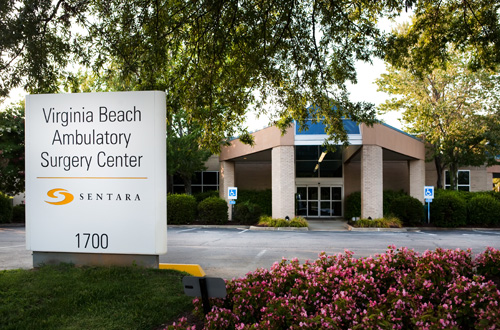 Virginia Beach
Ambulatory
Surgery Center
SENTARA
1700